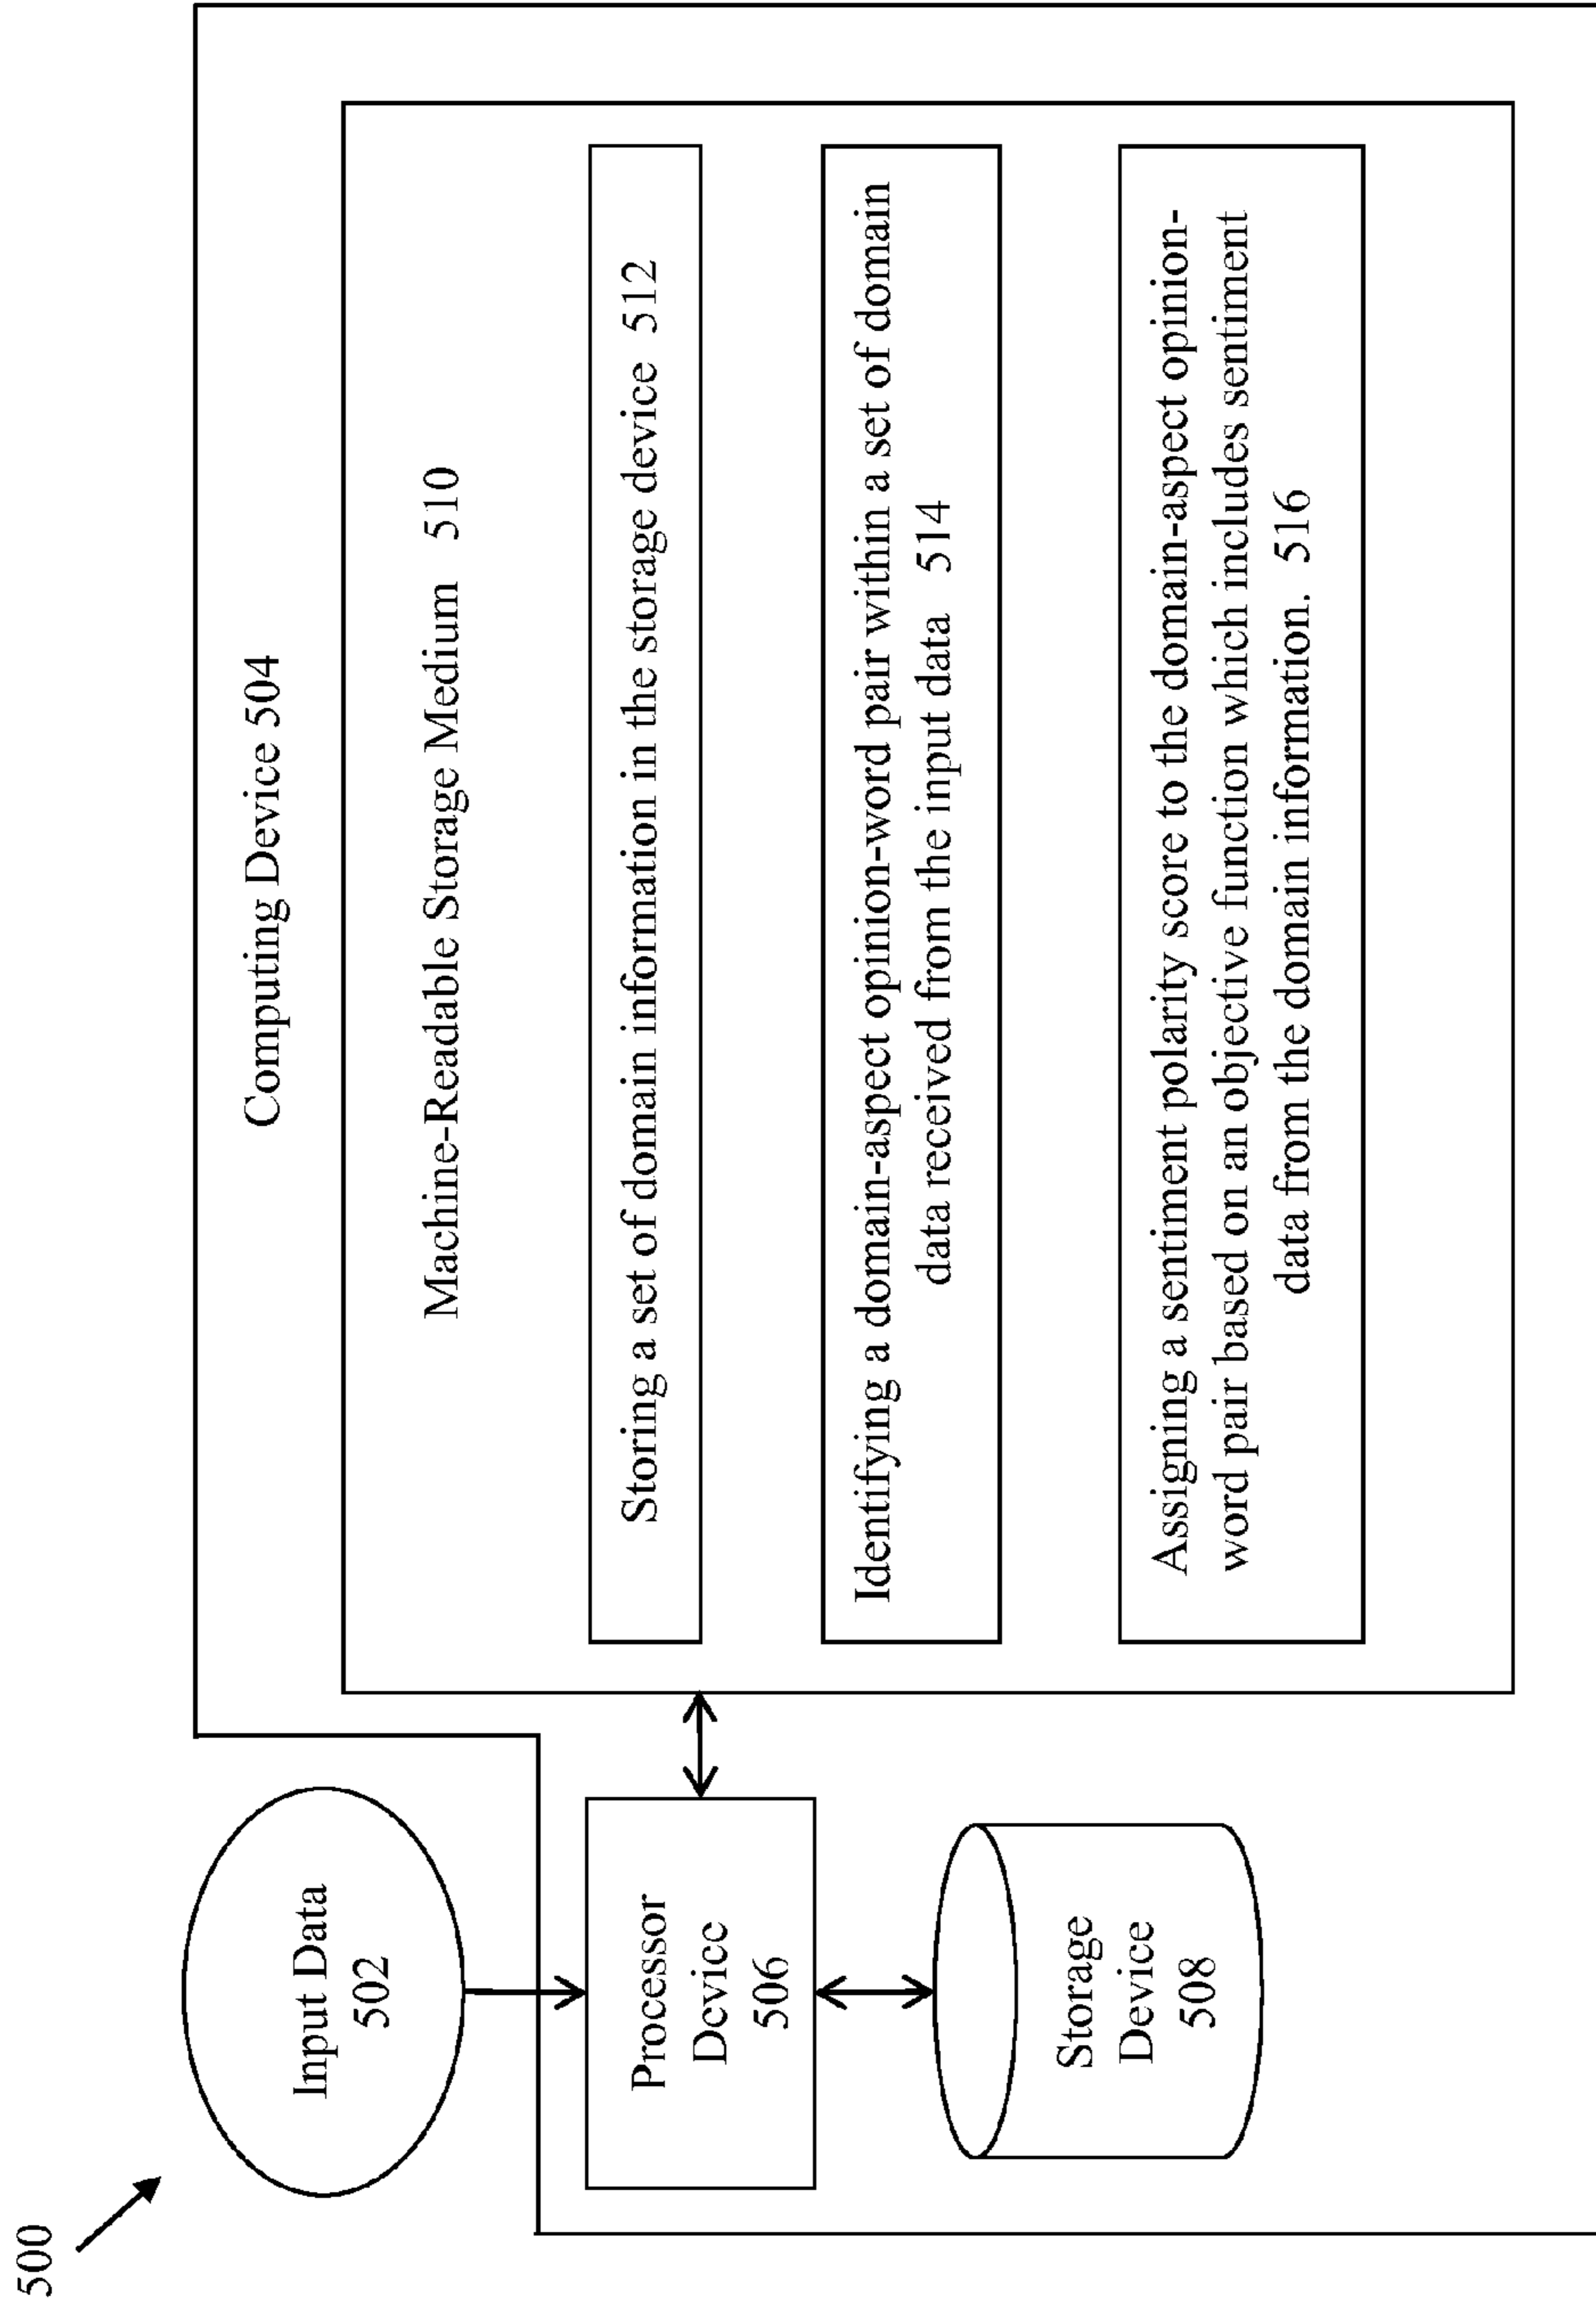 500
Input Data
502
Computing Device 504
Processor
Device
506
Storage
Device
508
Machine-Readable Storage Medium 510
Storing a set of domain information in the storage device 512
Identifying a domain-aspect opinion-word pair within a set of domain
data received from the input data 514
Assigning a sentiment polarity score to the domain-aspect opinion-
word pair based on an objective function which includes sentiment
data from the domain information. 516